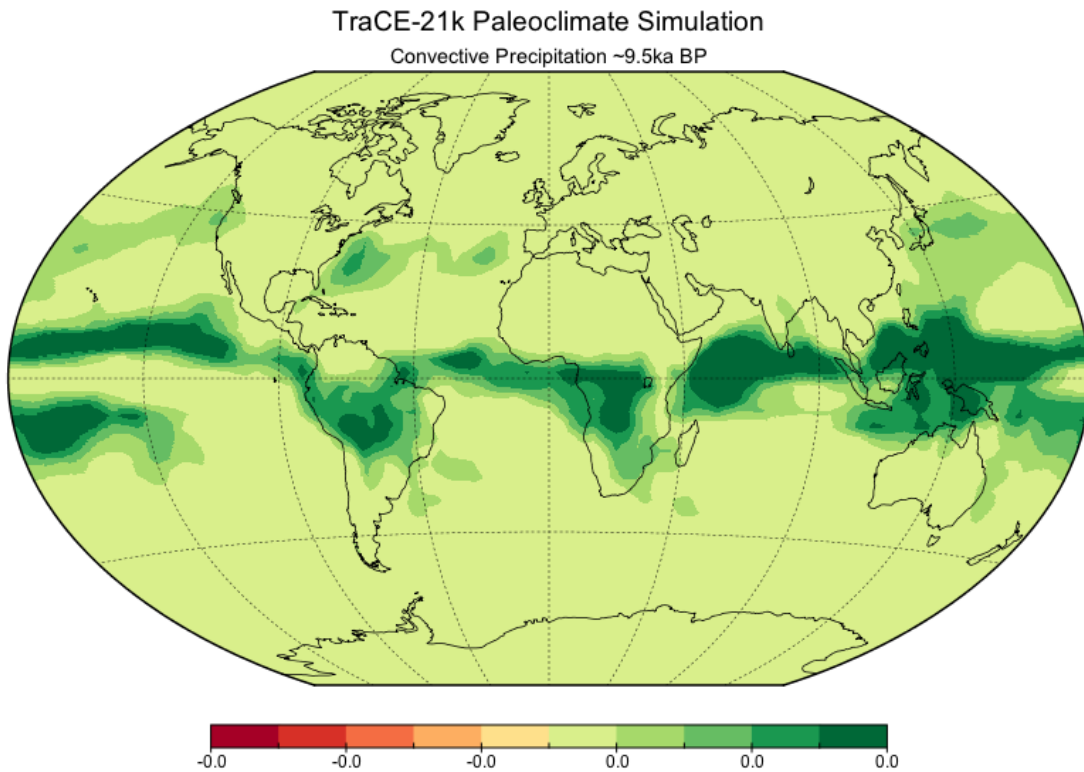 TraCE-21k Paleoclimate Simulation
Convective Precipitation ~9.5ka BP
-0.0 -0.0 -0.0 0.0 0.0 0.0